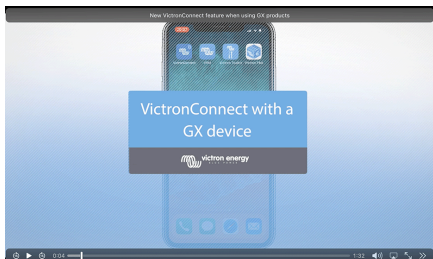 New VictronConnect feature when using GX products
VictronConnect with a
GX device
victron energy
0:04
1:32